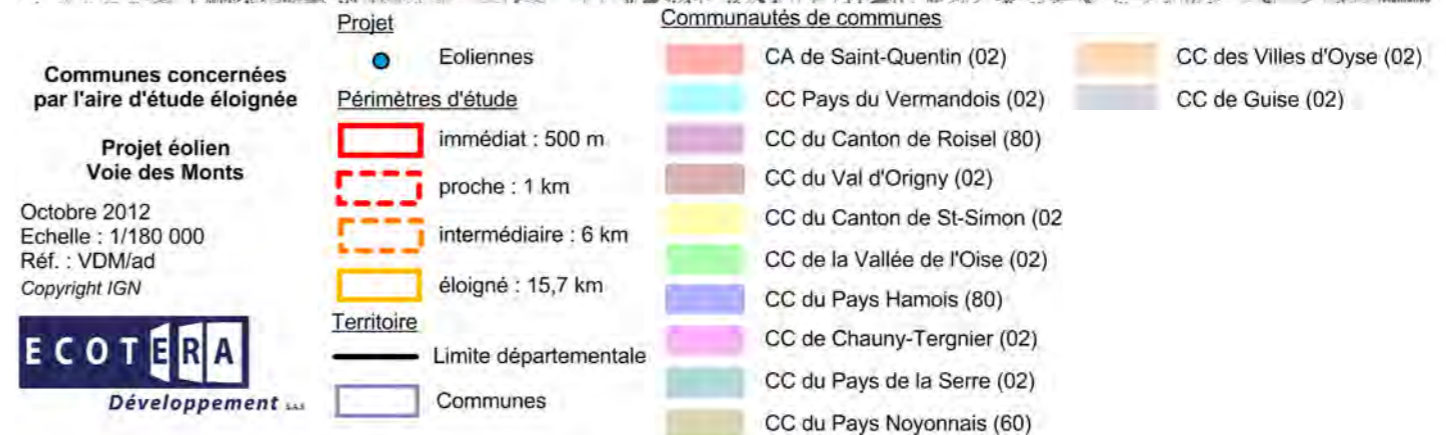 Communes concernées
par l'aire d'étude éloignée
Projet éolien
Voie des Monts
Octobre 2012
Echelle : 1/180 000
Réf. : VDM/ad
Copyright IGN
ECOTERA
Développement s.a.s
Projet
Eoliennes
Périmètres d'étude
immédiat : 500 m
proche : 1 km
intermédiaire : 6 km
éloigné : 15,7 km
Territoire
Limite départementale
Communes
Communautés de communes
CA de Saint-Quentin (02)
CC Pays du Vermandois (02)
CC du Canton de Roisel (80)
CC du Val d'Origny (02)
CC du Canton de St-Simon (02
CC de la Vallée de l'Oise (02)
CC du Pays Hamois (80)
CC de Chauny-Tergnier (02)
CC du Pays de la Serre (02)
CC du Pays Noyonnais (60)
CC des Villes d'Oyse (02)
CC de Guise (02)